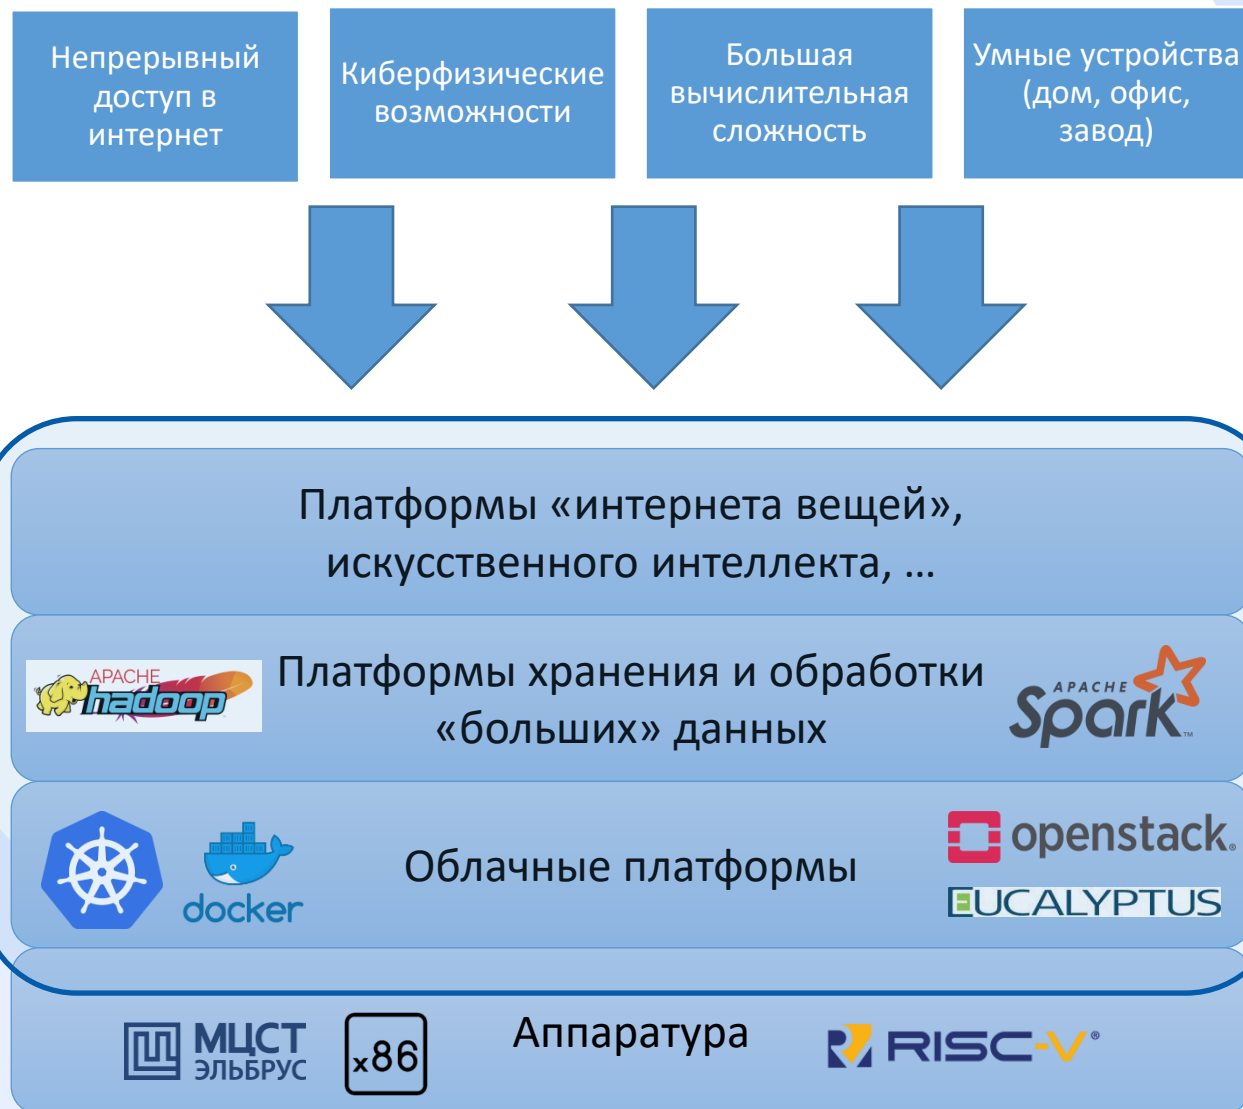 Непрерывный
доступ в
интернет
Киберфизические
возможности
Большая
вычислительная
сложность
Умные устройства
(дом, офис,
завод)
Платформы «интернета вещей»,
искусственного интеллекта, ...
APACHE
hadoop
Платформы хранения и обработки
«больших» данных
APACHE
Spark™
docker
Облачные платформы
openstack.
EUCALYPTUS
МЦСТ
ЭЛЬБРУС
x86
Аппаратура
RISC-V®